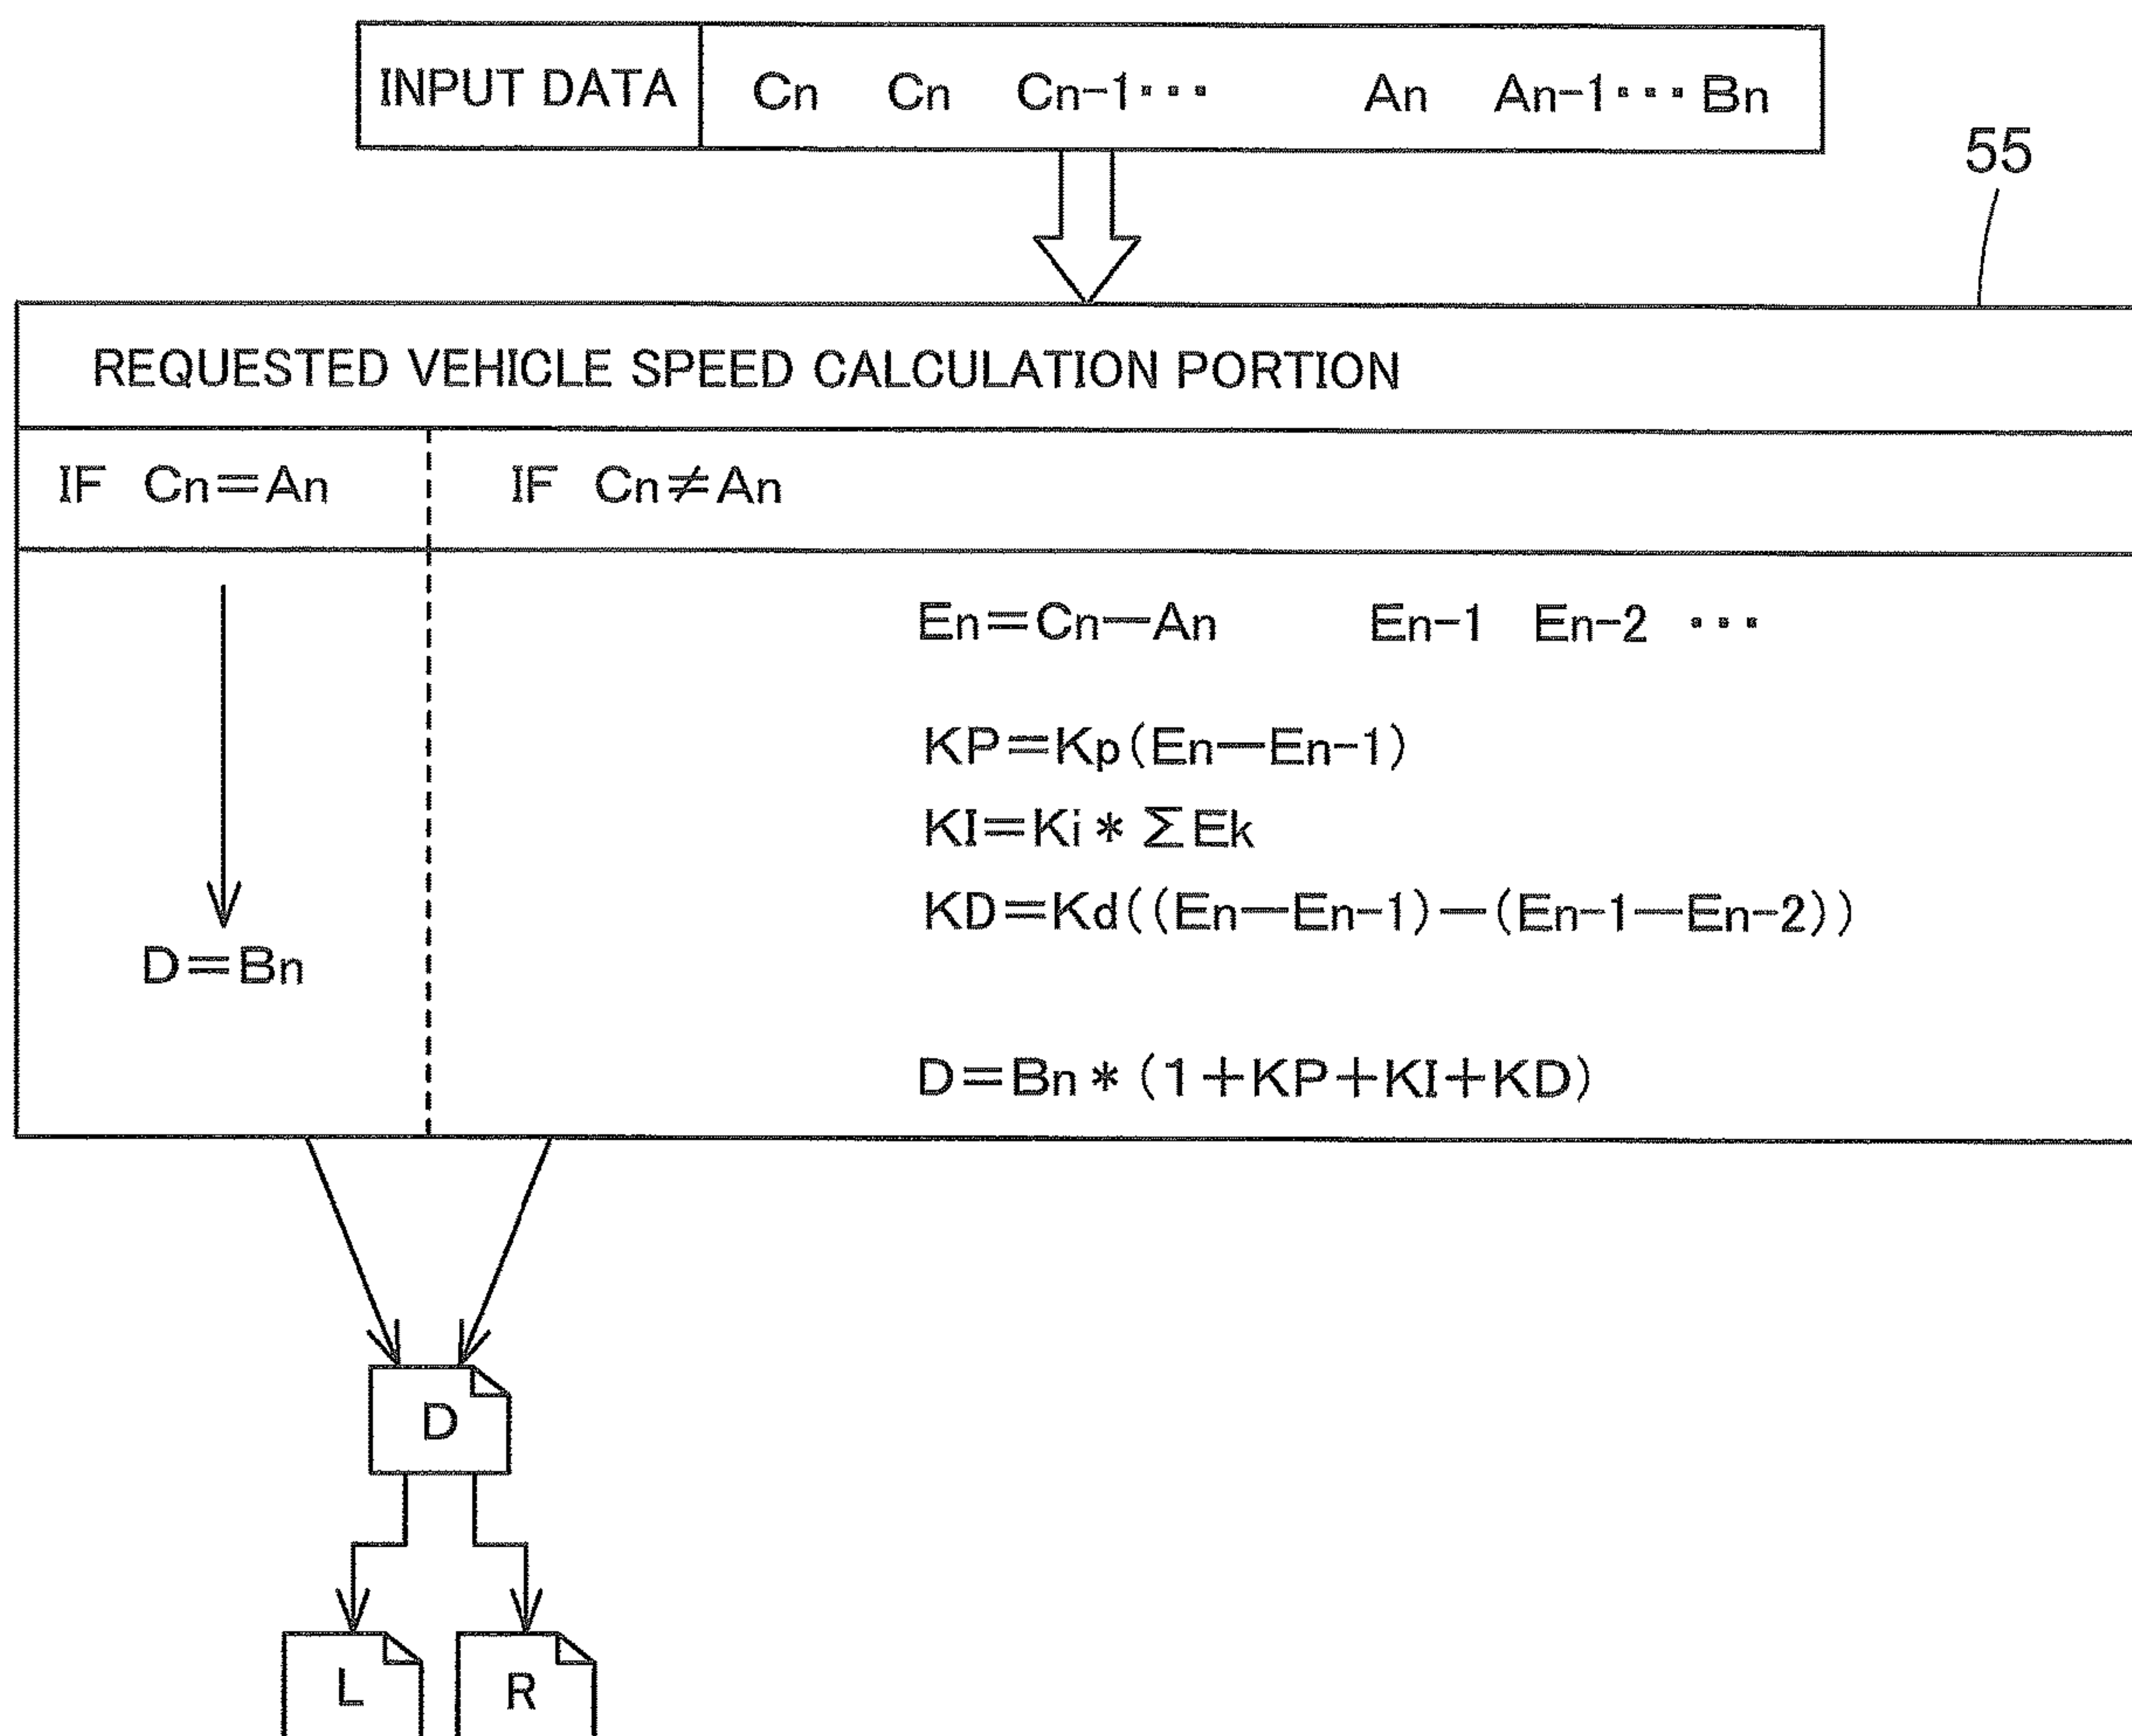 INPUT DATA Cn Cn Cn-1··· An An-1··· Bn
55
REQUESTED VEHICLE SPEED CALCULATION PORTION
IF Cn=An IF Cn≠An
En=Cn—An En-1 En-2 ···
KP=Kp(En—En-1)
KI=Ki*ΣEk
KD=Kd((En—En-1)—(En-1—En-2))
D=Bn
D=Bn*(1+KP+KI+KD)
D
L R